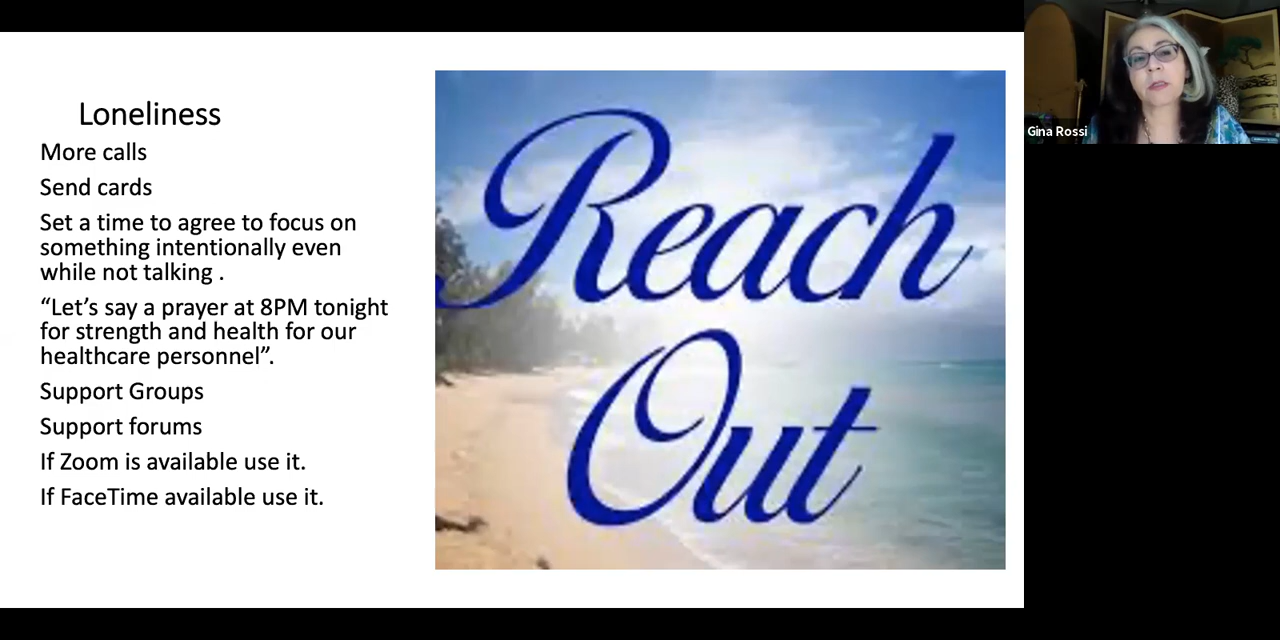 Loneliness
More calls
Send cards
Set a time to agree to focus on
something intentionally even
while not talking .
“Let’s say a prayer at 8PM tonight
for strength and health for our
healthcare personnel”.
Support Groups
Support forums
If Zoom is available use it.
If FaceTime available use it.
Reach
Out
Gina Rossi